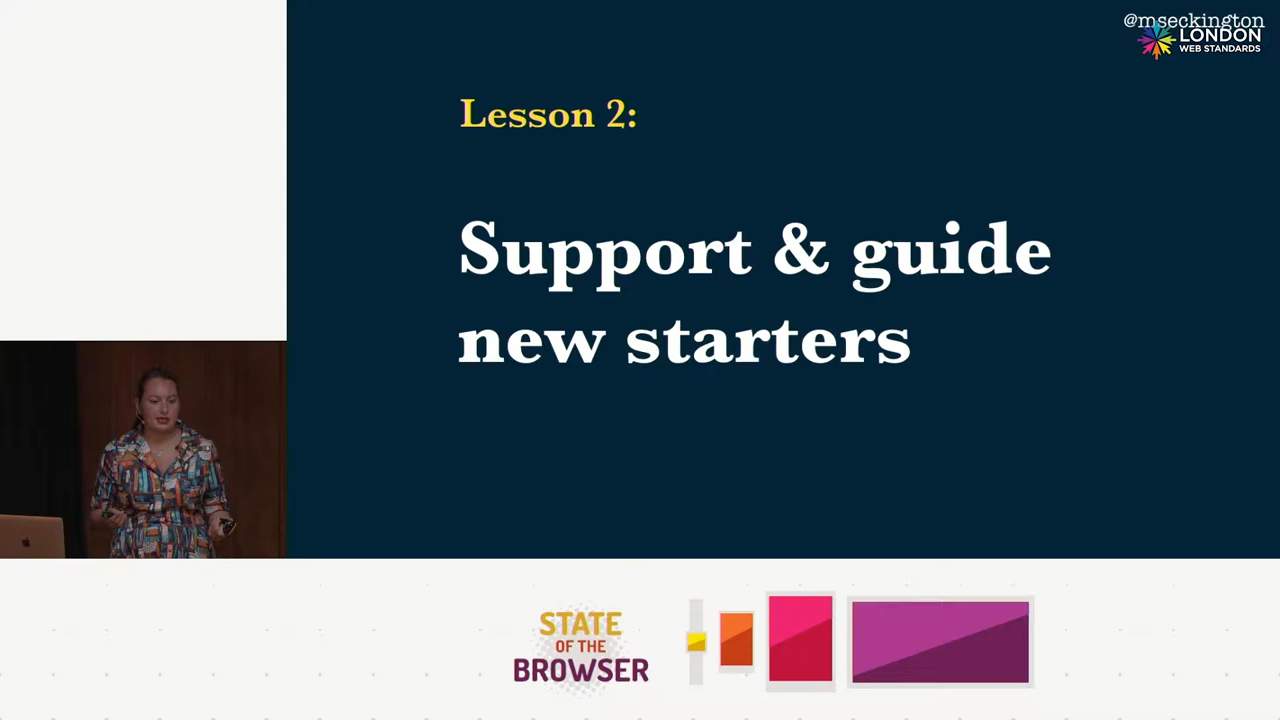 @mseckington
LONDON
WEB STANDARDS
Lesson 2:
Support & guide
new starters
STATE
OF THE
BROWSER